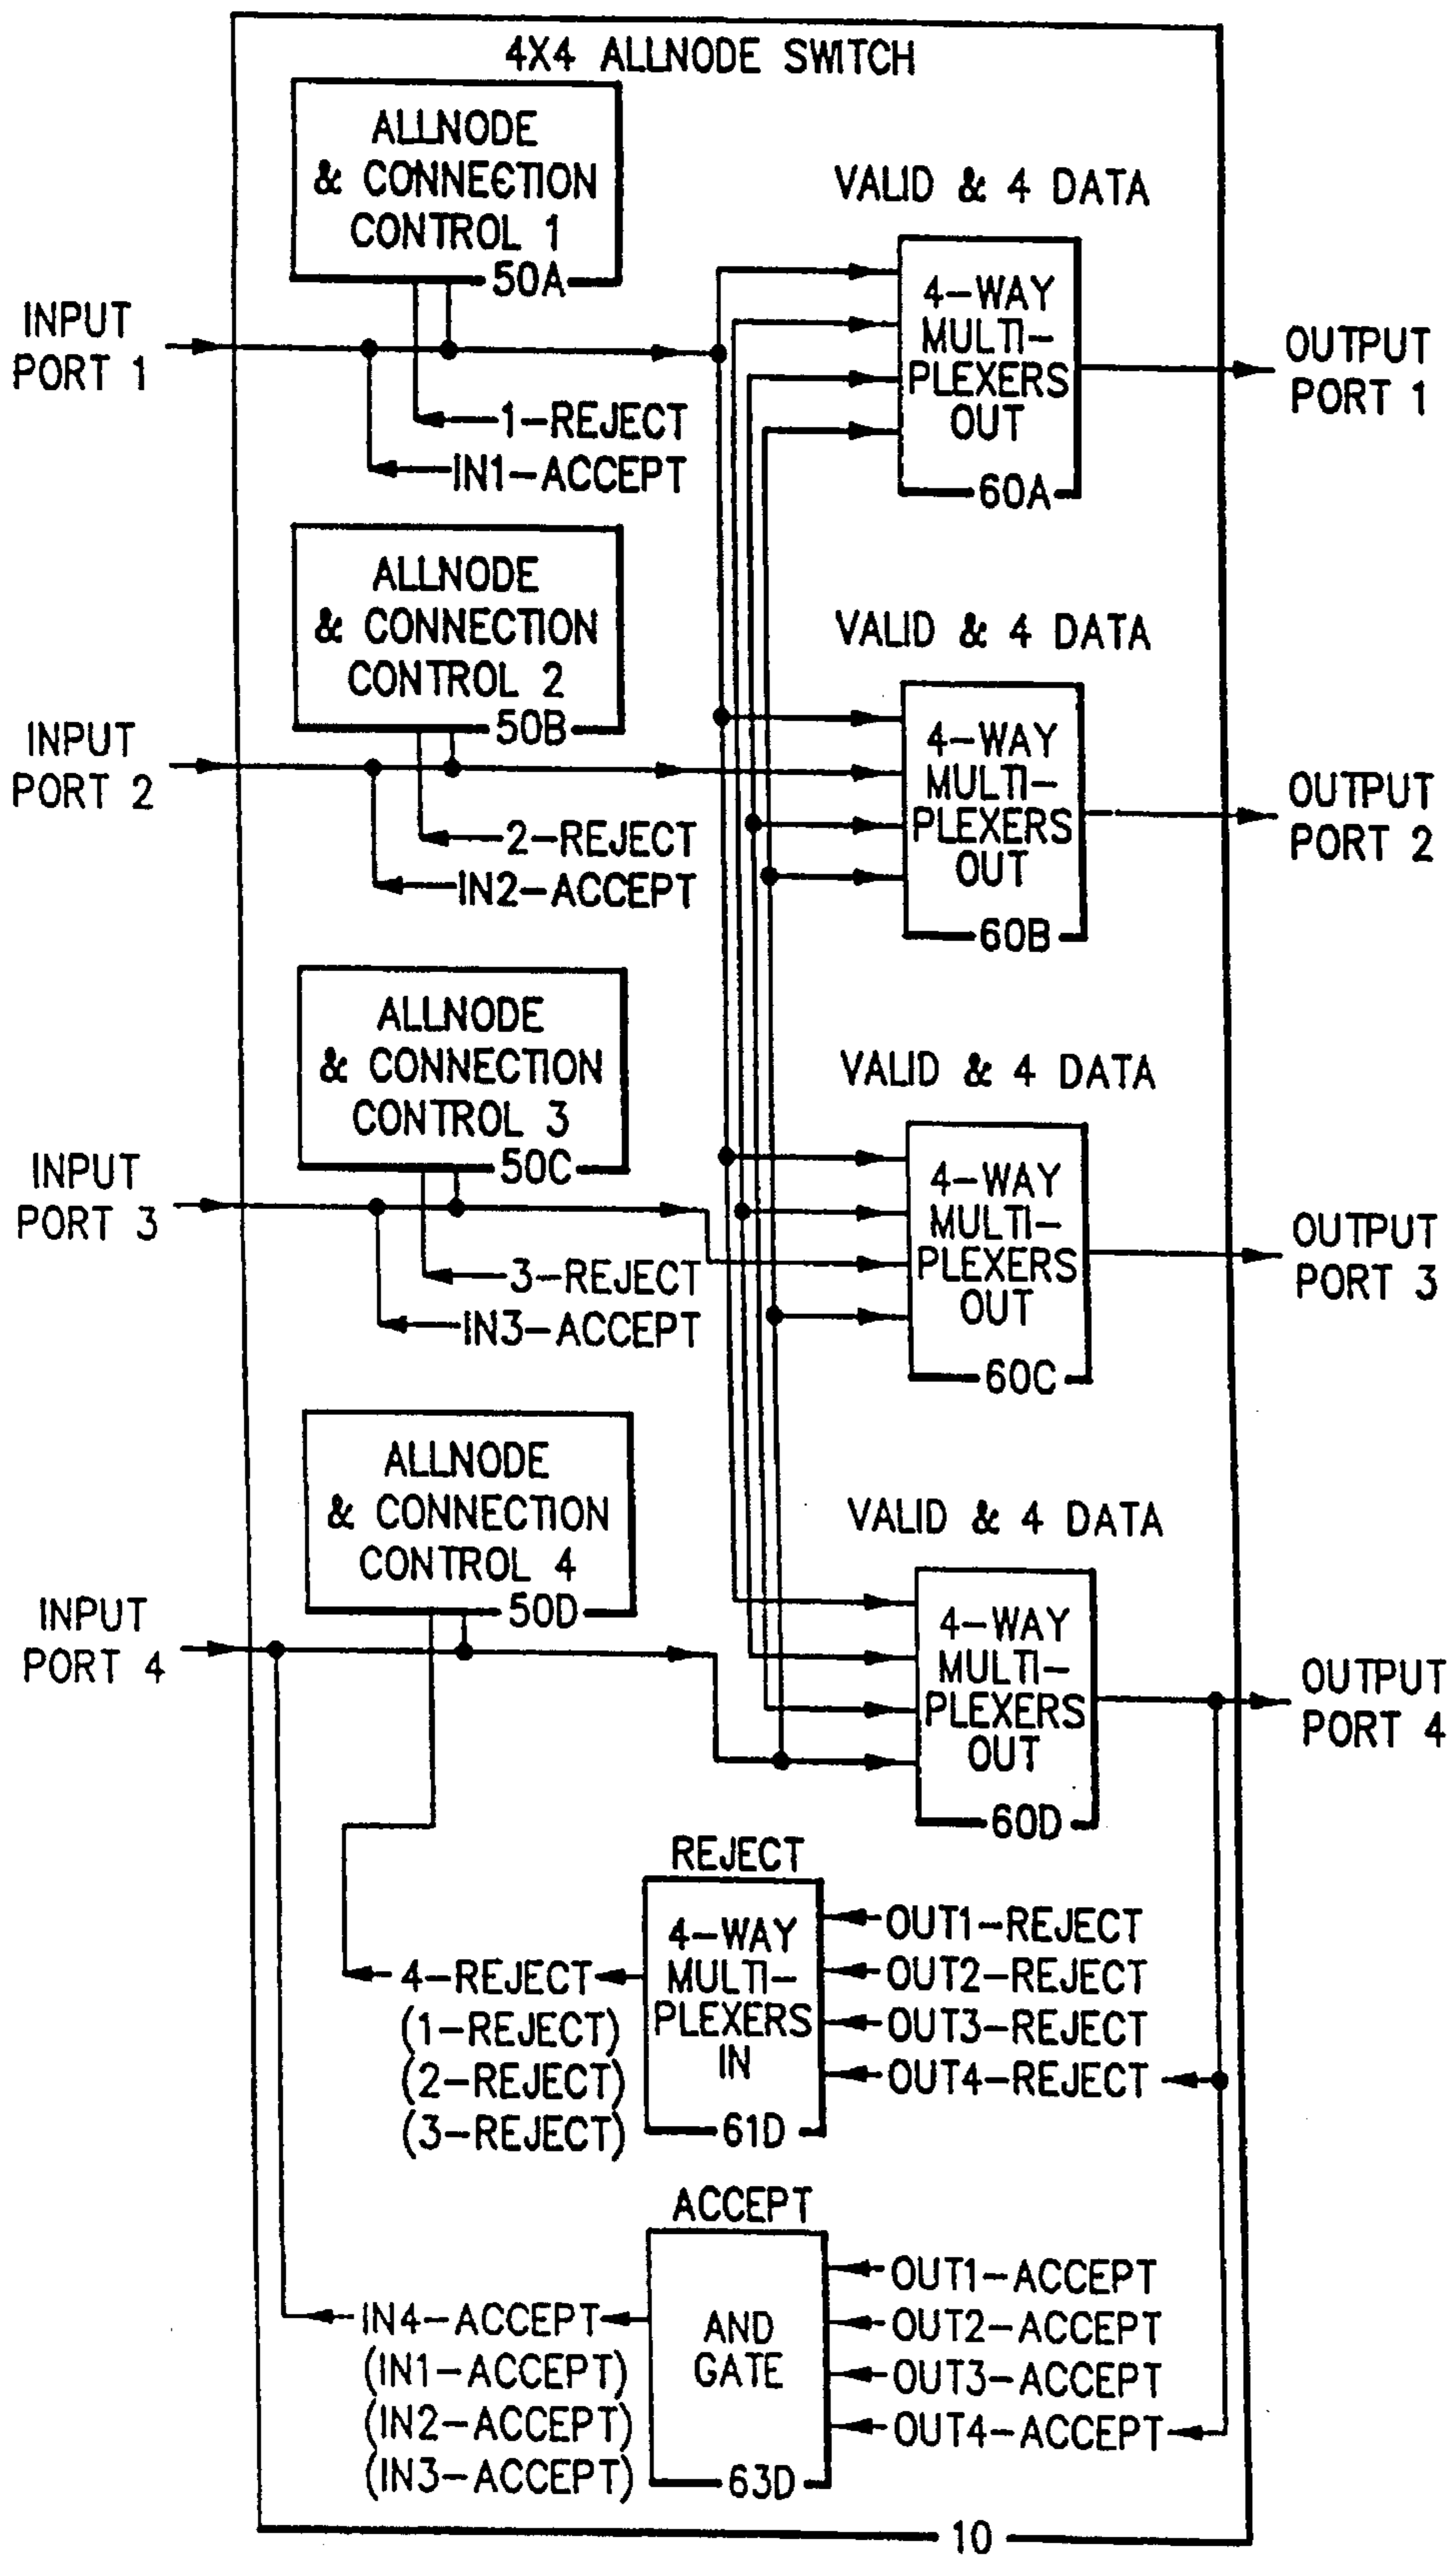 4X4 ALLNODE SWITCH
ALLNODE
& CONNECTION
CONTROL 1
50A
VALID & 4 DATA
4-WAY
MULTI-
PLEXERS
OUT
60A
INPUT
PORT 1
OUTPUT
PORT 1
1-REJECT
IN1-ACCEPT
ALLNODE
& CONNECTION
CONTROL 2
50B
VALID & 4 DATA
4-WAY
MULTI-
PLEXERS
OUT
60B
INPUT
PORT 2
OUTPUT
PORT 2
2-REJECT
IN2-ACCEPT
ALLNODE
& CONNECTION
CONTROL 3
50C
VALID & 4 DATA
4-WAY
MULTI-
PLEXERS
OUT
60C
INPUT
PORT 3
OUTPUT
PORT 3
3-REJECT
IN3-ACCEPT
ALLNODE
& CONNECTION
CONTROL 4
50D
VALID & 4 DATA
4-WAY
MULTI-
PLEXERS
OUT
60D
INPUT
PORT 4
OUTPUT
PORT 4
REJECT
4-WAY
MULTI-
PLEXERS
IN
61D
OUT1-REJECT
OUT2-REJECT
OUT3-REJECT
OUT4-REJECT
4-REJECT
(1-REJECT)
(2-REJECT)
(3-REJECT)
ACCEPT
AND
GATE
63D
OUT1-ACCEPT
OUT2-ACCEPT
OUT3-ACCEPT
OUT4-ACCEPT
IN4-ACCEPT
(IN1-ACCEPT)
(IN2-ACCEPT)
(IN3-ACCEPT)
10